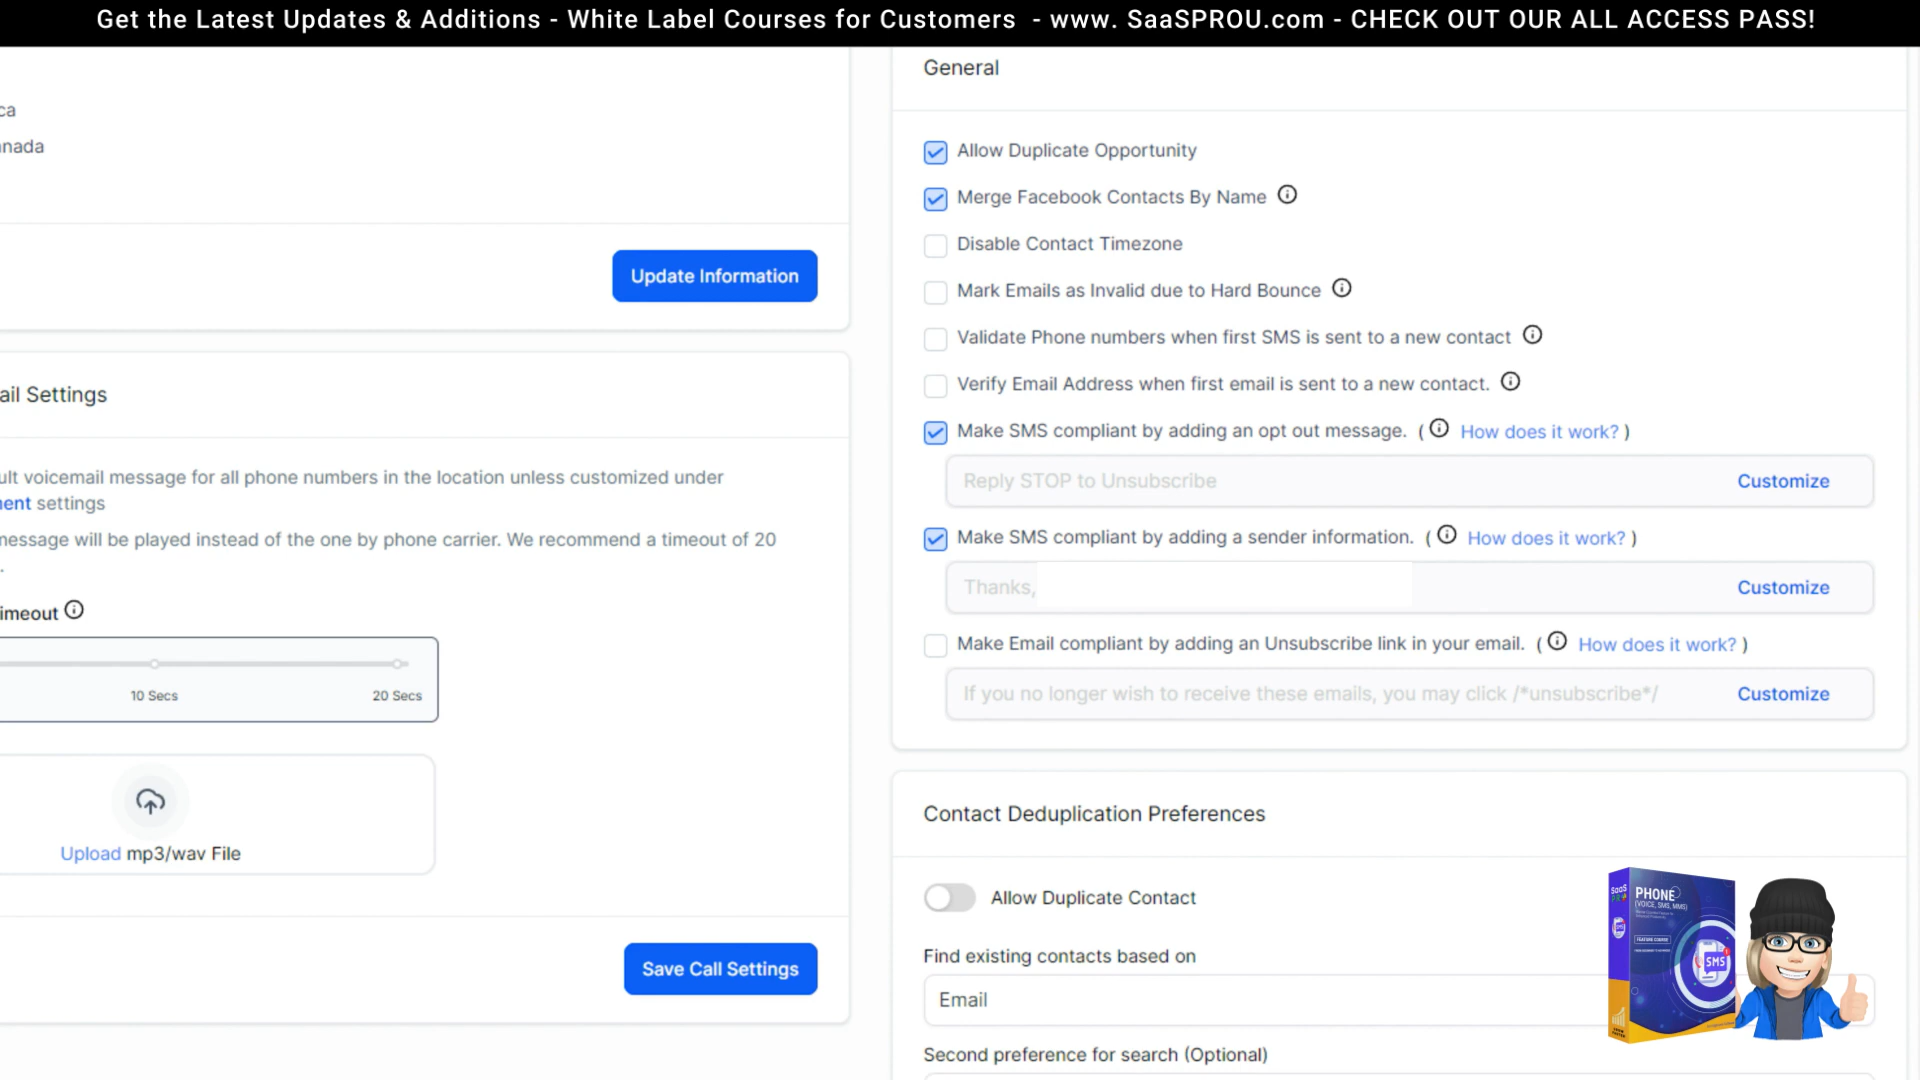 Get the Latest Updates & Additions - White Label Courses for Customers - www. SaaSPROU.com - CHECK OUT OUR ALL ACCESS PASS!
ca
nada
Update Information
ail Settings
ult voicemail message for all phone numbers in the location unless customized under
nent settings
nessage will be played instead of the one by phone carrier. We recommend a timeout of 20
.
imeout
10 Secs
20 Secs
Upload mp3/wav File
Save Call Settings
General
Allow Duplicate Opportunity
Merge Facebook Contacts By Name
Disable Contact Timezone
Mark Emails as Invalid due to Hard Bounce
Validate Phone numbers when first SMS is sent to a new contact
Verify Email Address when first email is sent to a new contact.
Make SMS compliant by adding an opt out message. ( How does it work? )
Reply STOP to Unsubscribe Customize
Make SMS compliant by adding a sender information. ( How does it work? )
Thanks, Customize
Make Email compliant by adding an Unsubscribe link in your email. ( How does it work? )
If you no longer wish to receive these emails, you may click /*unsubscribe*/ Customize
Contact Deduplication Preferences
Allow Duplicate Contact
Find existing contacts based on
Email
Second preference for search (Optional)
SaaS
PRO
PHONE
(VOICE, SMS, MMS)
FEATURE COURSE
SMS